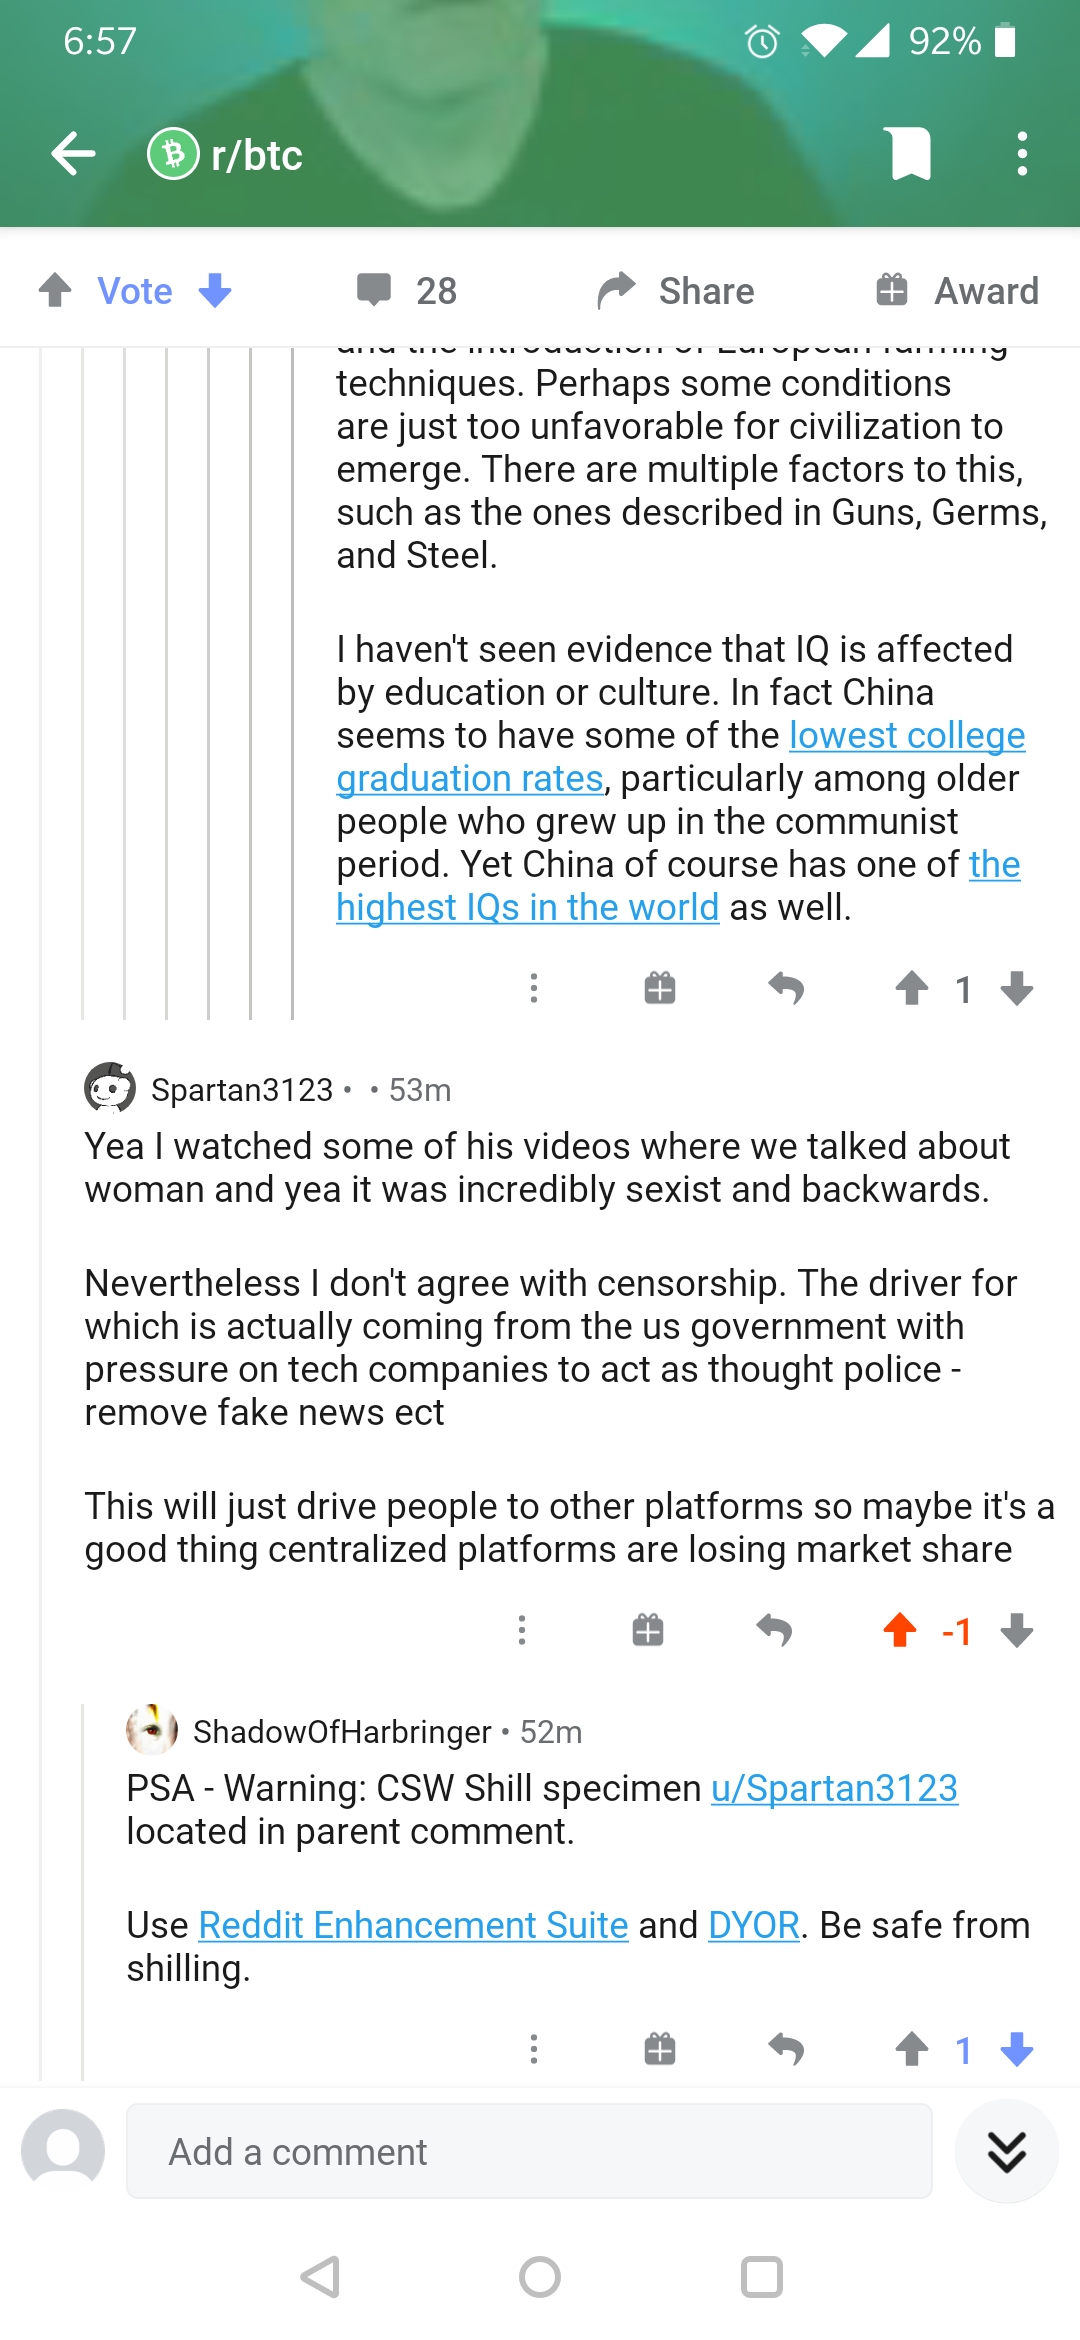 6:57
92%
r/btc
Vote
28
Share
Award
and the introduction of European farming
techniques. Perhaps some conditions
are just too unfavorable for civilization to
emerge. There are multiple factors to this,
such as the ones described in Guns, Germs,
and Steel.
I haven't seen evidence that IQ is affected
by education or culture. In fact China
seems to have some of the lowest college
graduation rates, particularly among older
people who grew up in the communist
period. Yet China of course has one of the
highest IQs in the world as well.
1
Spartan3123 • • 53m
Yea I watched some of his videos where we talked about
woman and yea it was incredibly sexist and backwards.
Nevertheless I don't agree with censorship. The driver for
which is actually coming from the us government with
pressure on tech companies to act as thought police -
remove fake news ect
This will just drive people to other platforms so maybe it's a
good thing centralized platforms are losing market share
-1
ShadowOfHarbringer • 52m
PSA - Warning: CSW Shill specimen u/Spartan3123
located in parent comment.
Use Reddit Enhancement Suite and DYOR. Be safe from
shilling.
1
Add a comment